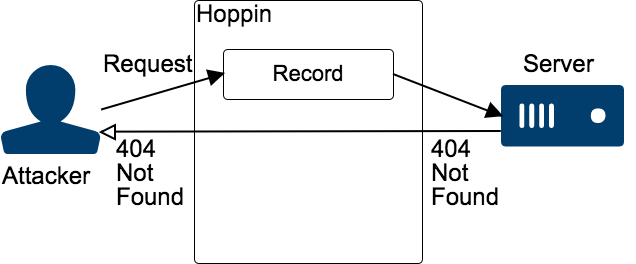 Hoppin
Request
Record
Server
Attacker
404
Not
Found
404
Not
Found